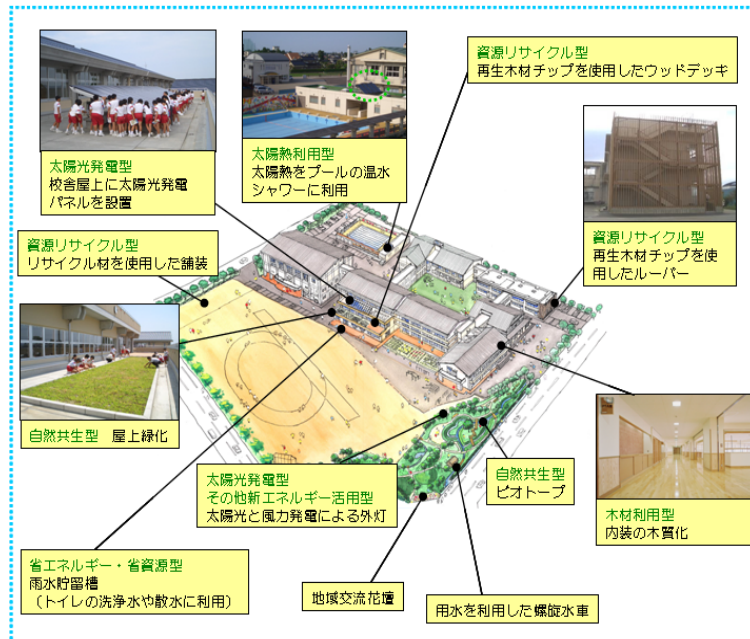 資源リサイクル型
再生木材チップを使用したウッドデッキ
太陽光発電型
校舎屋上に太陽光発電
パネルを設置
太陽熱利用型
太陽熱をプールの温水
シャワーに利用
資源リサイクル型
再生木材チップを使
用したルーバー
資源リサイクル型
リサイクル材を使用した舗装
自然共生型 屋上緑化
太陽光発電型
その他新エネルギー活用型
太陽光と風力発電による外灯
自然共生型
ビオトープ
木材利用型
内装の木質化
省エネルギー・省資源型
雨水貯留槽
（トイレの洗浄水や散水に利用）
地域交流花壇
用水を利用した螺旋水車